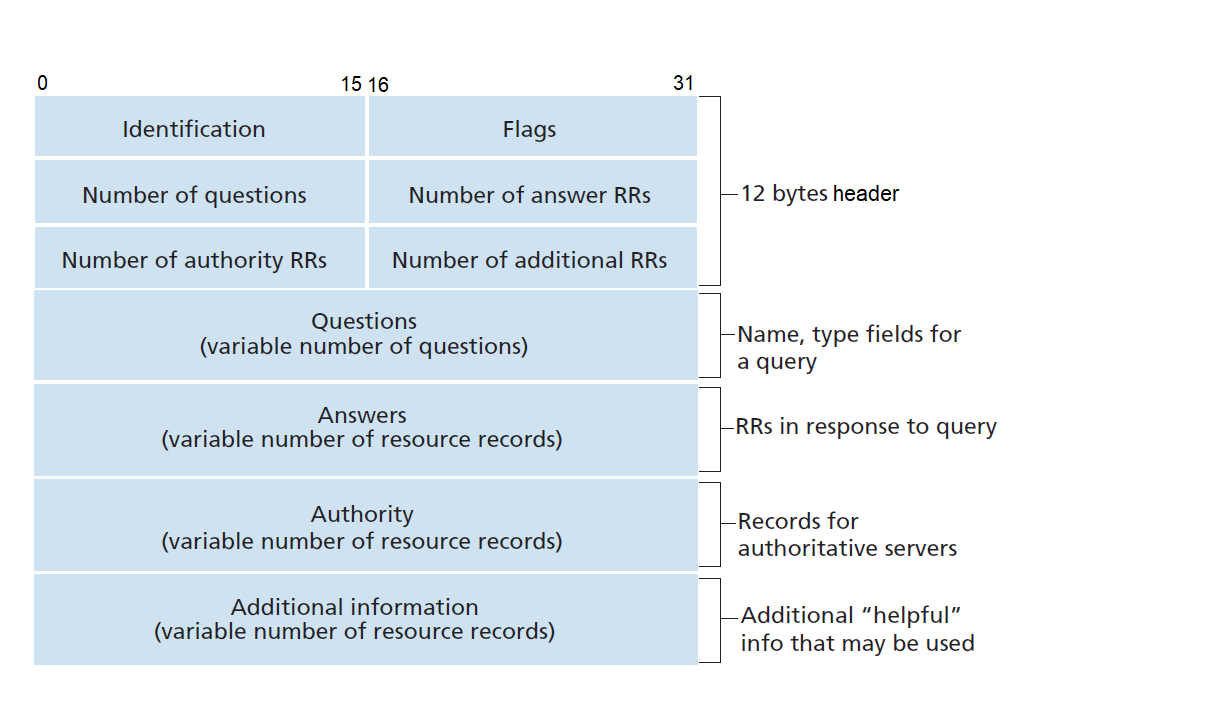 0 15 16 31
Identification Flags
Number of questions Number of answer RRs
12 bytes header
Number of authority RRs Number of additional RRs
Questions
(variable number of questions)
Name, type fields for
a query
Answers
(variable number of resource records)
RRs in response to query
Authority
(variable number of resource records)
Records for
authoritative servers
Additional information
(variable number of resource records)
Additional “helpful”
info that may be used